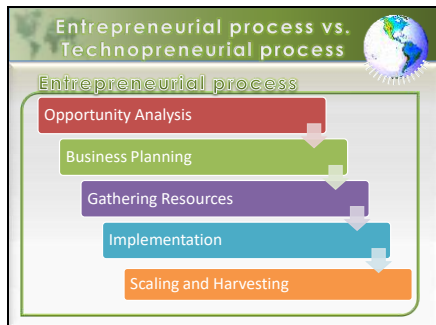 Entrepreneurial process vs.
Technopreneurial process
Entrepreneurial process
Opportunity Analysis
Business Planning
Gathering Resources
Implementation
Scaling and Harvesting